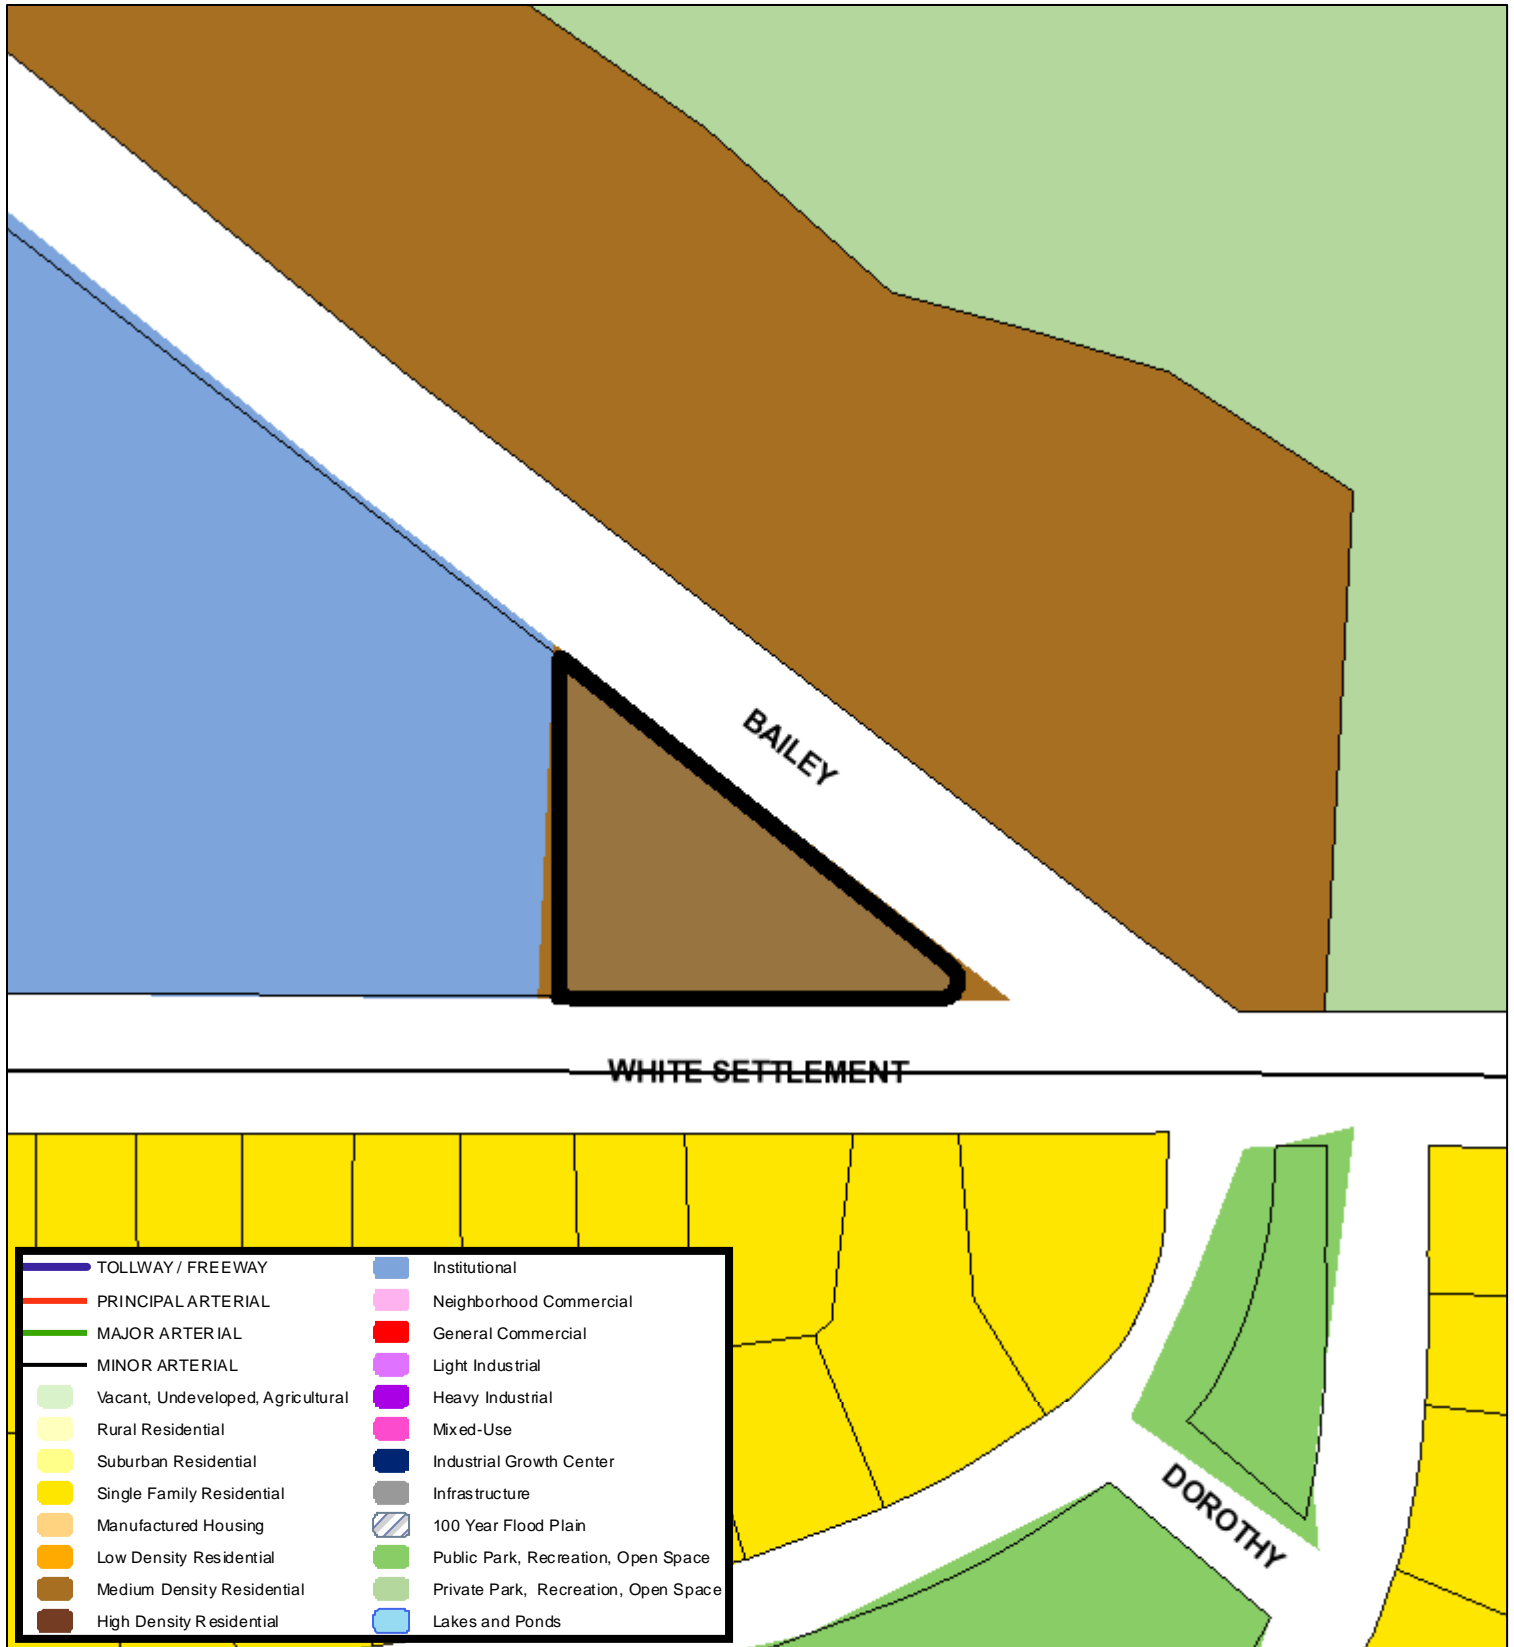 BAILEY
WHITE SETTLEMENT
DOROTHY
TOLLWAY / FREEWAY
PRINCIPAL ARTERIAL
MAJOR ARTERIAL
MINOR ARTERIAL
Vacant, Undeveloped, Agricultural
Rural Residential
Suburban Residential
Single Family Residential
Manufactured Housing
Low Density Residential
Medium Density Residential
High Density Residential
Institutional
Neighborhood Commercial
General Commercial
Light Industrial
Heavy Industrial
Mixed-Use
Industrial Growth Center
Infrastructure
100 Year Flood Plain
Public Park, Recreation, Open Space
Private Park, Recreation, Open Space
Lakes and Ponds